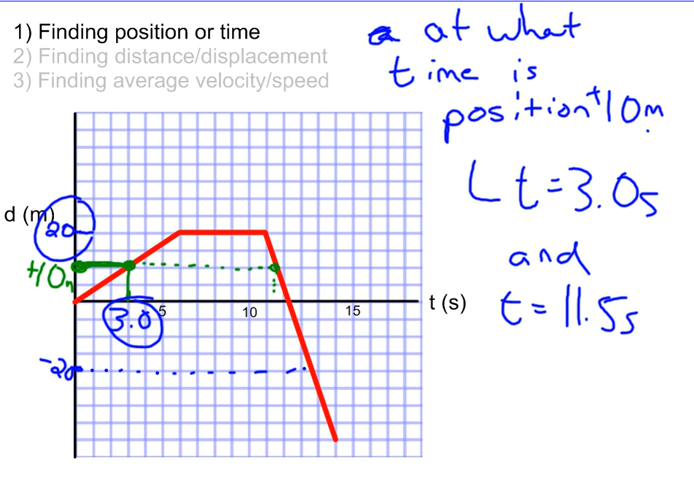 1) Finding position or time
2) Finding distance/displacement
3) Finding average velocity/speed
at what
time is
position +10m
d (m)
20
+10m
t=3.0s
and
t=11.5s
3.0
5
10
15
t (s)
-20